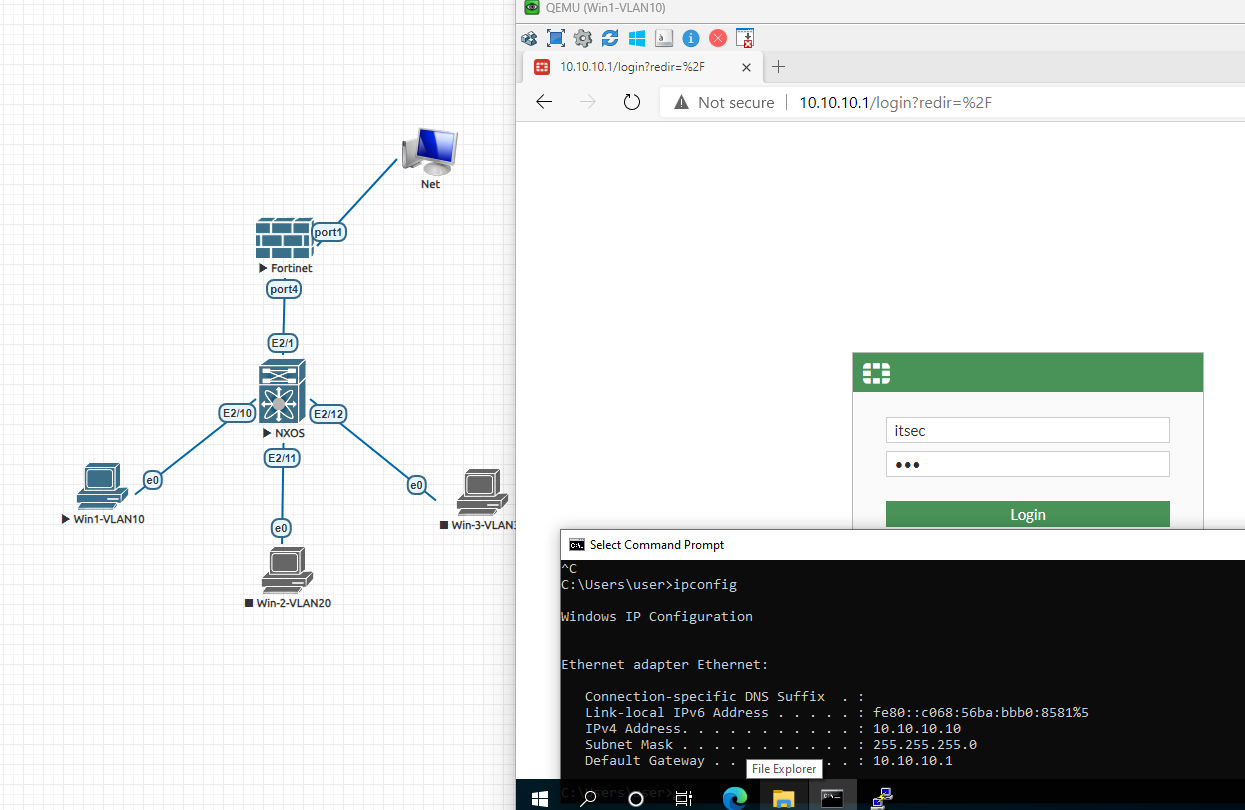 QEMU (Win1-VLAN10)
10.10.10.1/login?redir=%2F
Not secure
10.10.10.1/login?redir=%2F
Net
port1
Fortinet
port4
E2/1
E2/10
E2/12
NXOS
E2/11
e0
e0
Win1-VLAN10
Win-3-VLAN3
e0
Win-2-VLAN20
itsec
Login
Select Command Prompt
^C
C:\Users\user>ipconfig
Windows IP Configuration
Ethernet adapter Ethernet:
Connection-specific DNS Suffix . :
Link-local IPv6 Address . . . . . : fe80::c068:56ba:bbb0:8581%5
IPv4 Address. . . . . . . . . . . : 10.10.10.10
Subnet Mask . . . . . . . . . . . : 255.255.255.0
Default Gateway . . . . . : 10.10.10.1
File Explorer